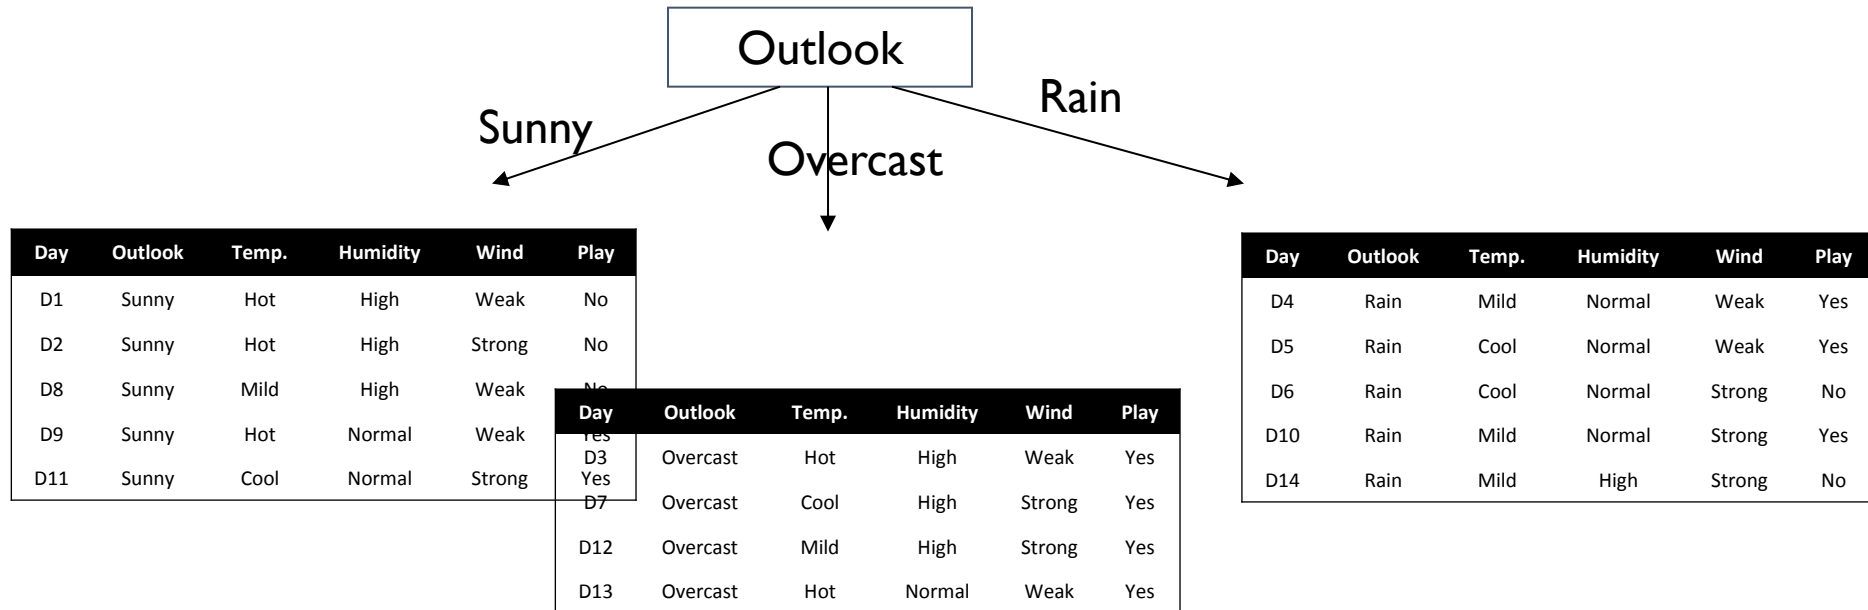 Outlook
Sunny
Overcast
Rain
Day Outlook Temp. Humidity Wind Play
D1 Sunny Hot High Weak No
D2 Sunny Hot High Strong No
D8 Sunny Mild High Weak No
D9 Sunny Hot Normal Weak Yes
D11 Sunny Cool Normal Strong Yes
Day Outlook Temp. Humidity Wind Play
D3 Overcast Hot High Weak Yes
D7 Overcast Cool High Strong Yes
D12 Overcast Mild High Strong Yes
D13 Overcast Hot Normal Weak Yes
Day Outlook Temp. Humidity Wind Play
D4 Rain Mild Normal Weak Yes
D5 Rain Cool Normal Weak Yes
D6 Rain Cool Normal Strong No
D10 Rain Mild Normal Strong Yes
D14 Rain Mild High Strong No